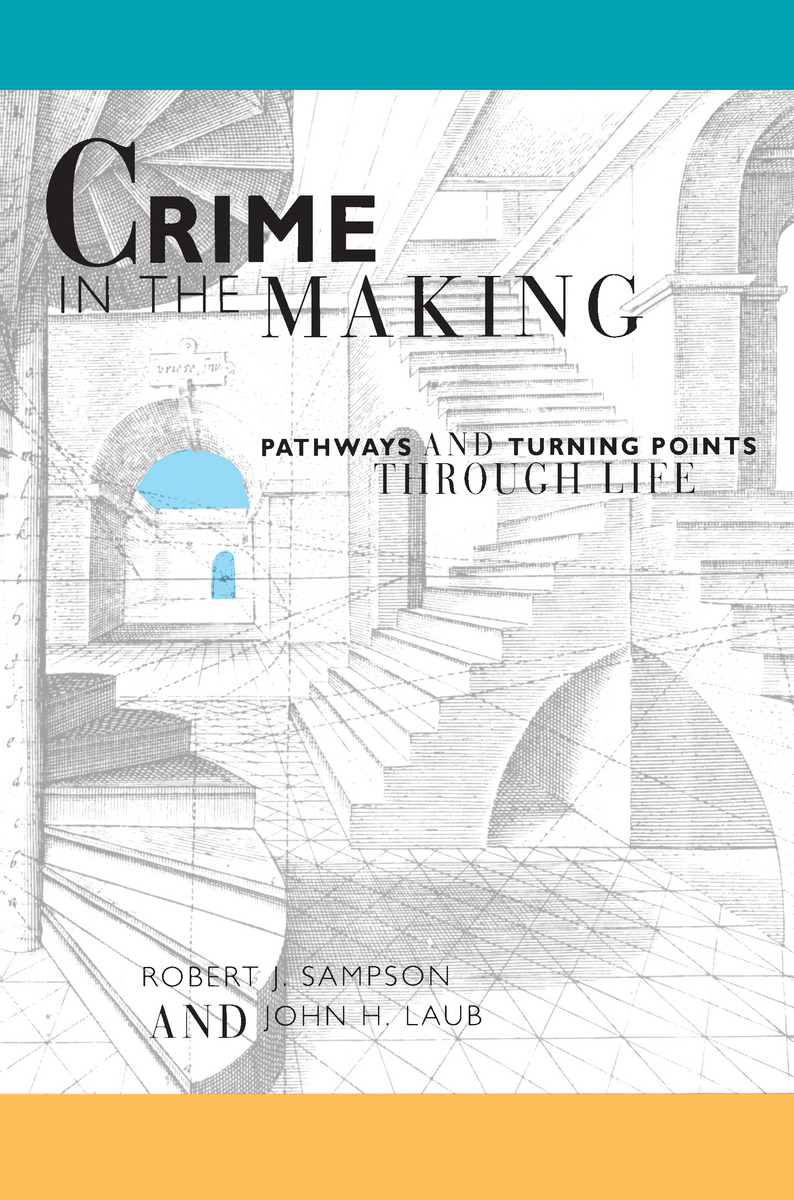 CRIME
IN THE MAKING
PATHWAYS AND TURNING POINTS
THROUGH LIFE
ROBERT J. SAMPSON
AND JOHN H. LAUB